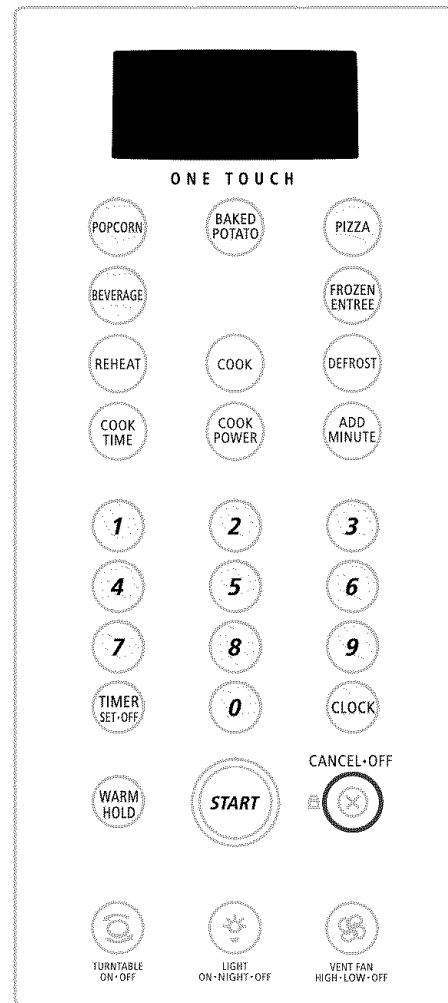 ONE TOUCH
POPCORN
BAKED
POTATO
PIZZA
BEVERAGE
FROZEN
ENTREE
REHEAT
COOK
DEFROST
COOK
TIME
COOK
POWER
ADD
MINUTE
1
2
3
4
5
6
7
8
9
TIMER
SET•OFF
0
CLOCK
CANCEL•OFF
WARM
HOLD
START
TURNTABLE
ON•OFF
LIGHT
ON•NIGHT•OFF
VENT FAN
HIGH•LOW•OFF